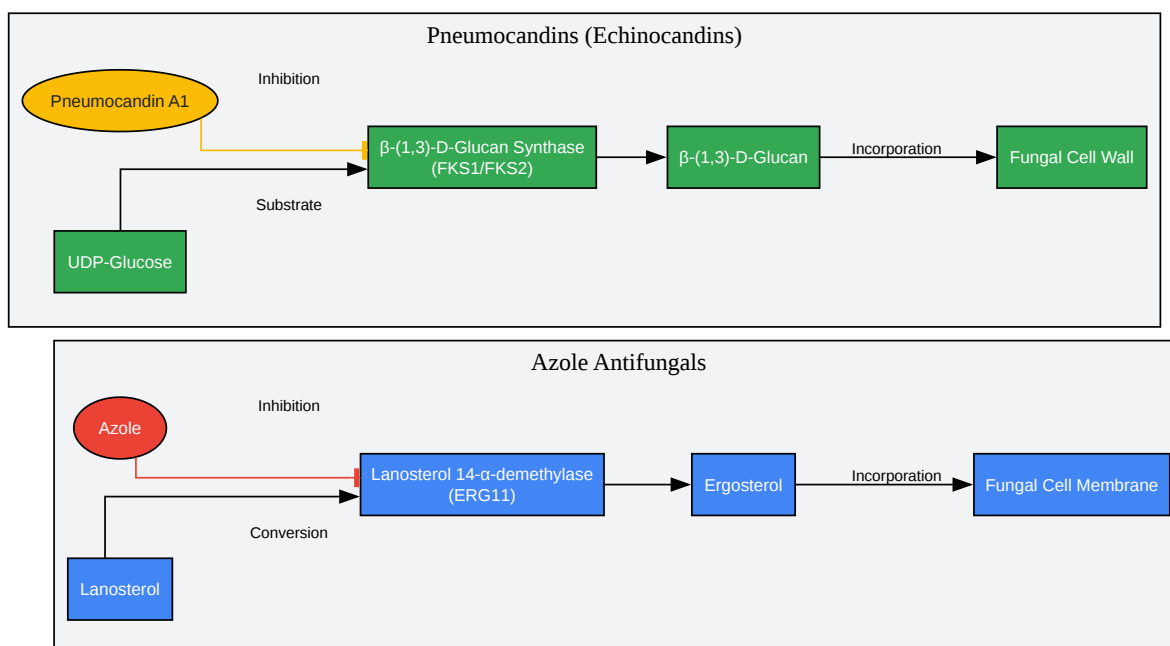 Pneumocandins (Echinocandins)
Inhibition
Pneumocandin A1
β-(1,3)-D-Glucan Synthase
(FKS1/FKS2)
β-(1,3)-D-Glucan
Incorporation
Fungal Cell Wall
Substrate
UDP-Glucose
Azole Antifungals
Inhibition
Azole
Lanosterol 14-α-demethylase
(ERG11)
Ergosterol
Incorporation
Fungal Cell Membrane
Conversion
Lanosterol